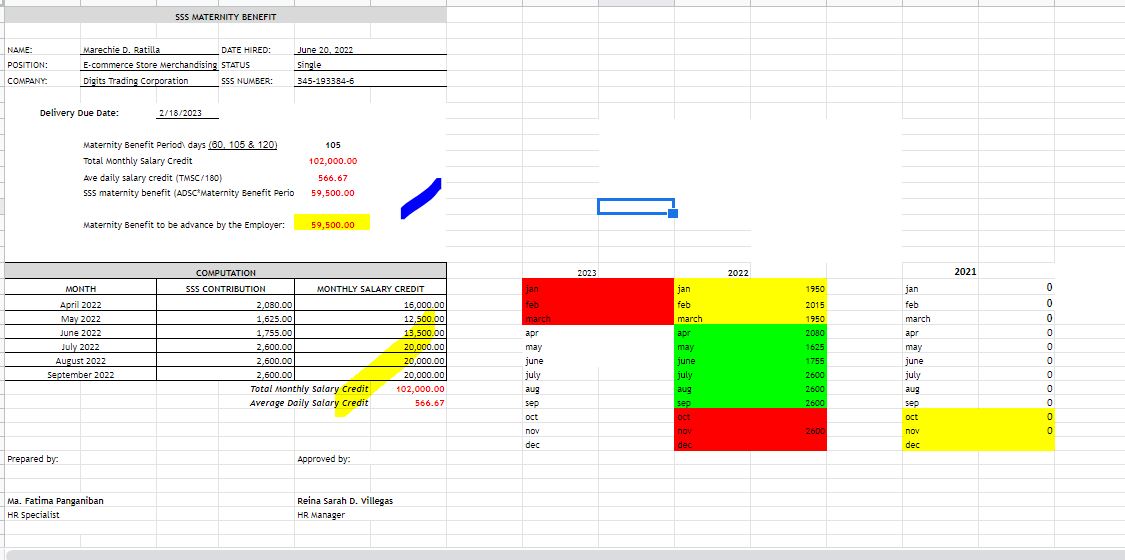 SSS MATERNITY BENEFIT
NAME: Marechie D. Ratilla DATE HIRED: June 20, 2022
POSITION: E-commerce Store Merchandising STATUS Single
COMPANY: Digits Trading Corporation SSS NUMBER: 345-193384-6
Delivery Due Date: 2/18/2023
Maternity Benefit Period\ days (60, 105 & 120) 105
Total Monthly Salary Credit 102,000.00
Ave daily salary credit (TMSC/180) 566.67
SSS maternity benefit (ADSC*Maternity Benefit Perio 59,500.00
Maternity Benefit to be advance by the Employer: 59,500.00
COMPUTATION
MONTH SSS CONTRIBUTION MONTHLY SALARY CREDIT
April 2022 2,080.00 16,000.00
May 2022 1,625.00 12,500.00
June 2022 1,755.00 13,500.00
July 2022 2,600.00 20,000.00
August 2022 2,600.00 20,000.00
September 2022 2,600.00 20,000.00
Total Monthly Salary Credit 102,000.00
Average Daily Salary Credit 566.67
Prepared by: Approved by:
Ma. Fatima Panganiban Reina Sarah D. Villegas
HR Specialist HR Manager
2023 2022 2021
jan jan 1950 jan 0
feb feb 2015 feb 0
march march 1950 march 0
apr apr 2080 apr 0
may may 1625 may 0
june june 1755 june 0
july july 2600 july 0
aug aug 2600 aug 0
sep sep 2600 sep 0
oct oct oct 0
nov nov 2600 nov 0
dec dec dec